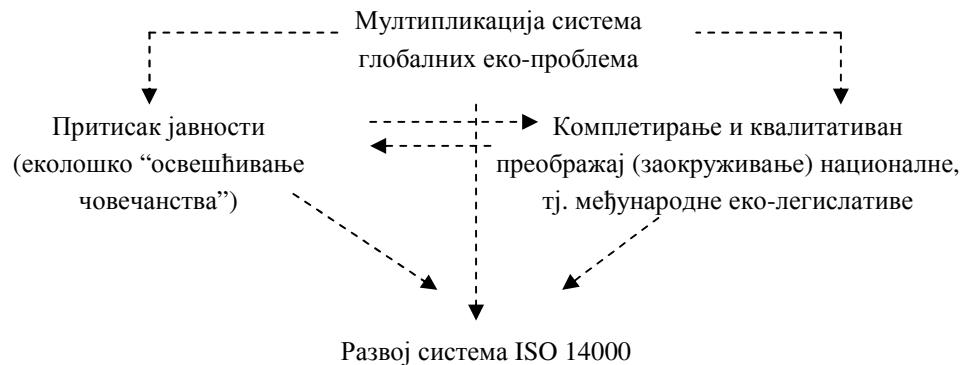 Мултипликација система
глобалних еко-проблема
Притисак јавности
(еколошко “освешћивање
човечанства”)
Комплетирање и квалитативан
преображај (заокруживање) националне,
тј. међународне еко-легислативе
Развој система ISO 14000